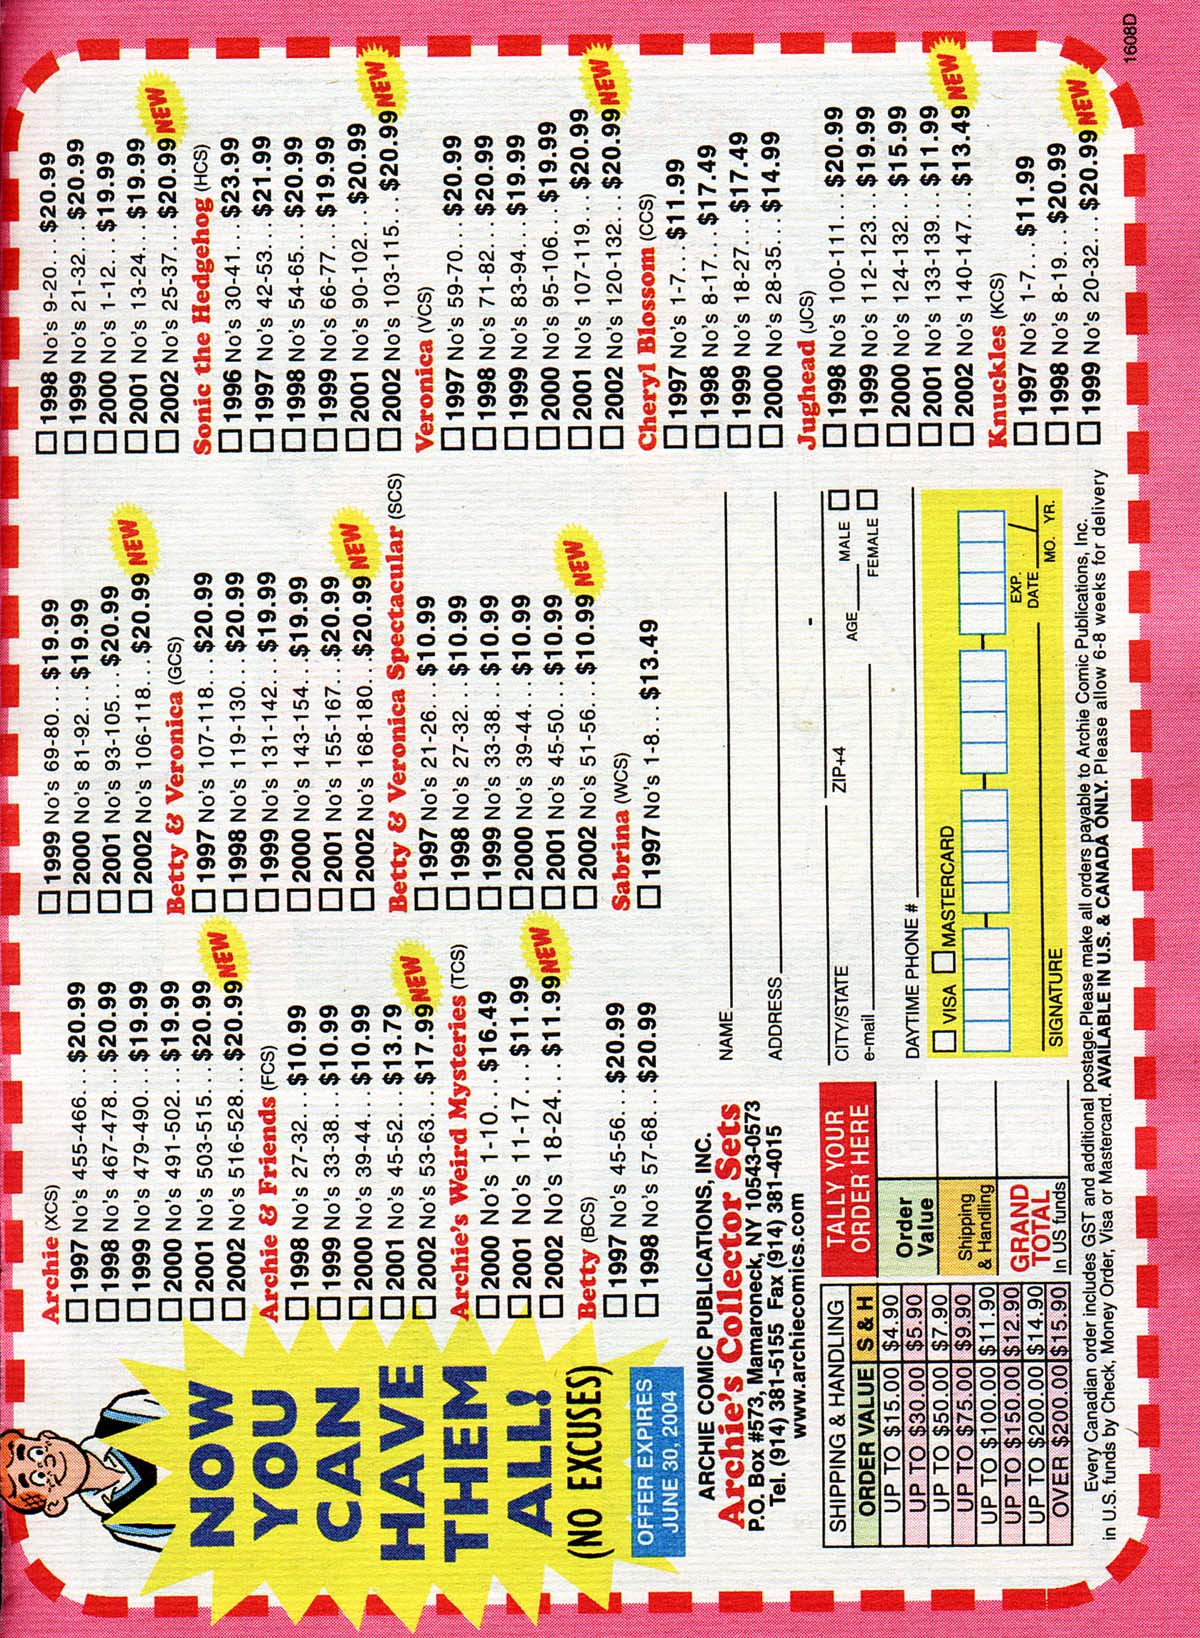 NOW
YOU
CAN
HAVE
THEM
ALL!
(NO EXCUSES)
OFFER EXPIRES
JUNE 30, 2004
Archie (XCS)
1997 No's 455-466... $20.99
1998 No's 467-478... $20.99
1999 No's 479-490... $19.99
2000 No's 491-502... $19.99
2001 No's 503-515... $20.99
2002 No's 516-528... $20.99 NEW
Archie & Friends (FCS)
1998 No's 27-32.... $10.99
1999 No's 33-38.... $10.99
2000 No's 39-44.... $10.99
2001 No's 45-52.... $13.79
2002 No's 53-63.... $17.99 NEW
Archie's Weird Mysteries (TCS)
2000 No's 1-10.... $16.49
2001 No's 11-17.... $11.99
2002 No's 18-24.... $11.99 NEW
Betty (BCS)
1997 No's 45-56... $20.99
1998 No's 57-68... $20.99
1999 No's 69-80... $19.99
2000 No's 81-92... $19.99
2001 No's 93-105... $20.99
2002 No's 106-118... $20.99 NEW
Betty & Veronica (GCS)
1997 No's 107-118... $20.99
1998 No's 119-130... $20.99
1999 No's 131-142... $19.99
2000 No's 143-154... $19.99
2001 No's 155-167... $20.99
2002 No's 168-180... $20.99 NEW
Betty & Veronica Spectacular (SCS)
1997 No's 21-26... $10.99
1998 No's 27-32... $10.99
1999 No's 33-38... $10.99
2000 No's 39-44... $10.99
2001 No's 45-50... $10.99
2002 No's 51-56... $10.99 NEW
Sabrina (WCS)
1997 No's 1-8.... $13.49
1998 No's 9-20... $20.99
1999 No's 21-32... $20.99
2000 No's 1-12... $19.99
2001 No's 13-24... $19.99
2002 No's 25-37... $20.99 NEW
Sonic the Hedgehog (HCS)
1996 No's 30-41... $23.99
1997 No's 42-53... $21.99
1998 No's 54-65... $20.99
1999 No's 66-77... $19.99
2001 No's 90-102... $20.99
2002 No's 103-115... $20.99 NEW
Veronica (VCS)
1997 No's 59-70... $20.99
1998 No's 71-82... $20.99
1999 No's 83-94... $19.99
2000 No's 95-106... $19.99
2001 No's 107-119... $20.99
2002 No's 120-132... $20.99 NEW
Cheryl Blossom (CCS)
1997 No's 1-7.... $11.99
1998 No's 8-17... $17.49
1999 No's 18-27... $17.49
2000 No's 28-35... $14.99
Jughead (JCS)
1998 No's 100-111... $20.99
1999 No's 112-123... $19.99
2000 No's 124-132... $15.99
2001 No's 133-139... $11.99
2002 No's 140-147... $13.49 NEW
Knuckles (KCS)
1997 No's 1-7.... $11.99
1998 No's 8-19... $20.99
1999 No's 20-32... $20.99 NEW
ARCHIE COMIC PUBLICATIONS, INC.
Archie's Collector Sets
P.O. Box #573, Mamaroneck, NY 10543-0573
Tel. (914) 381-5155 Fax (914) 381-4015
www.archiecomics.com
SHIPPING & HANDLING
ORDER VALUE S & H
UP TO $15.00 $4.90
UP TO $30.00 $5.90
UP TO $50.00 $7.90
UP TO $75.00 $9.90
UP TO $100.00 $11.90
UP TO $150.00 $12.90
UP TO $200.00 $14.90
OVER $200.00 $15.90
TALLY YOUR
ORDER HERE
Order
Value
Shipping
& Handling
GRAND
TOTAL
In US funds
NAME
ADDRESS
CITY/STATE ZIP+4 -
e-mail AGE MALE
FEMALE
DAYTIME PHONE #
VISA MASTERCARD
EXP.
DATE /
SIGNATURE MO. YR.
Every Canadian order includes GST and additional postage. Please make all orders payable to Archie Comic Publications, Inc.
in U.S. funds by Check, Money Order, Visa or Mastercard. AVAILABLE IN U.S. & CANADA ONLY. Please allow 6-8 weeks for delivery
1608D